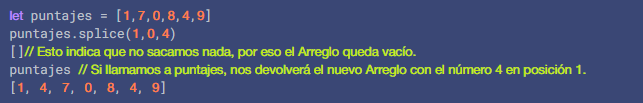 let puntajes = [1,7,0,8,4,9]
puntajes.splice(1,0,4)
[]// Esto indica que no sacamos nada, por eso el Arreglo queda vacío.
puntajes // Si llamamos a puntajes, nos devolverá el nuevo Arreglo con el número 4 en posición 1.
[1, 4, 7, 0, 8, 4, 9]